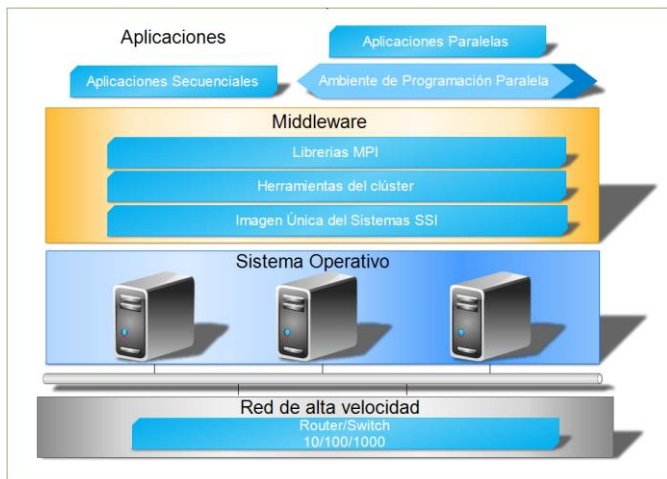 Aplicaciones
Aplicaciones Paralelas
Aplicaciones Secuenciales
Ambiente de Programación Paralela
Middleware
Librerias MPI
Herramientas del clúster
Imagen Única del Sistemas SSI
Sistema Operativo
Red de alta velocidad
Router/Switch
10/100/1000